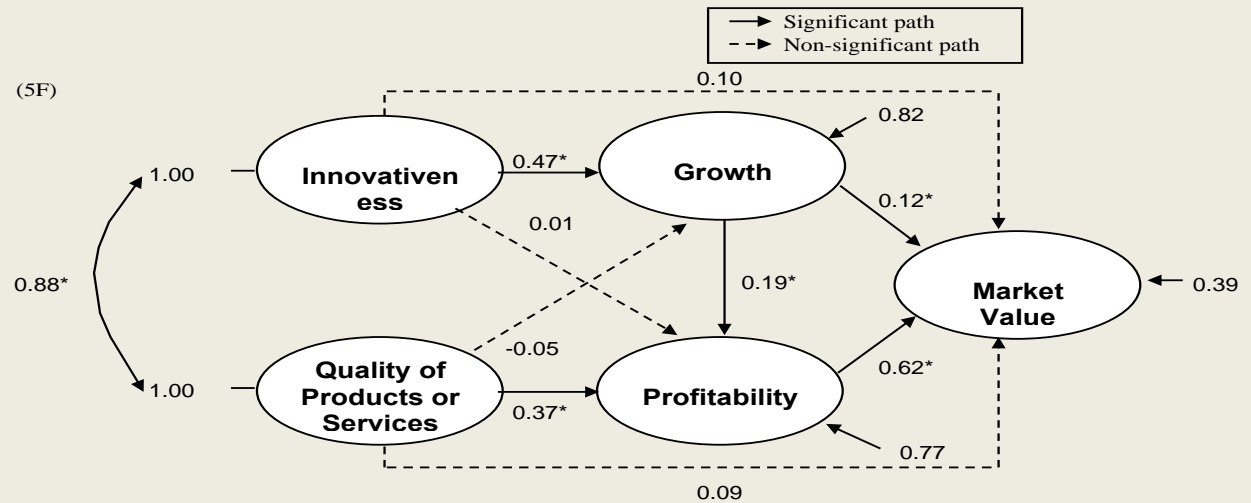 Significant path
Non-significant path
(5F)
0.10
0.82
1.00
Innovativen
ess
0.47*
Growth
0.12*
0.01
0.88*
0.19*
Market
Value
0.39
-0.05
1.00
Quality of
Products or
Services
0.37*
Profitability
0.62*
0.77
0.09